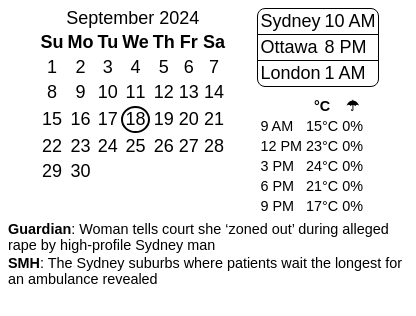 September 2024
Su Mo Tu We Th Fr Sa
1 2 3 4 5 6 7
8 9 10 11 12 13 14
15 16 17 18 19 20 21
22 23 24 25 26 27 28
29 30
Sydney 10 AM
Ottawa 8 PM
London 1 AM
°C ☂
9 AM 15°C 0%
12 PM 23°C 0%
3 PM 24°C 0%
6 PM 21°C 0%
9 PM 17°C 0%
Guardian: Woman tells court she ‘zoned out’ during alleged
rape by high-profile Sydney man
SMH: The Sydney suburbs where patients wait the longest for
an ambulance revealed